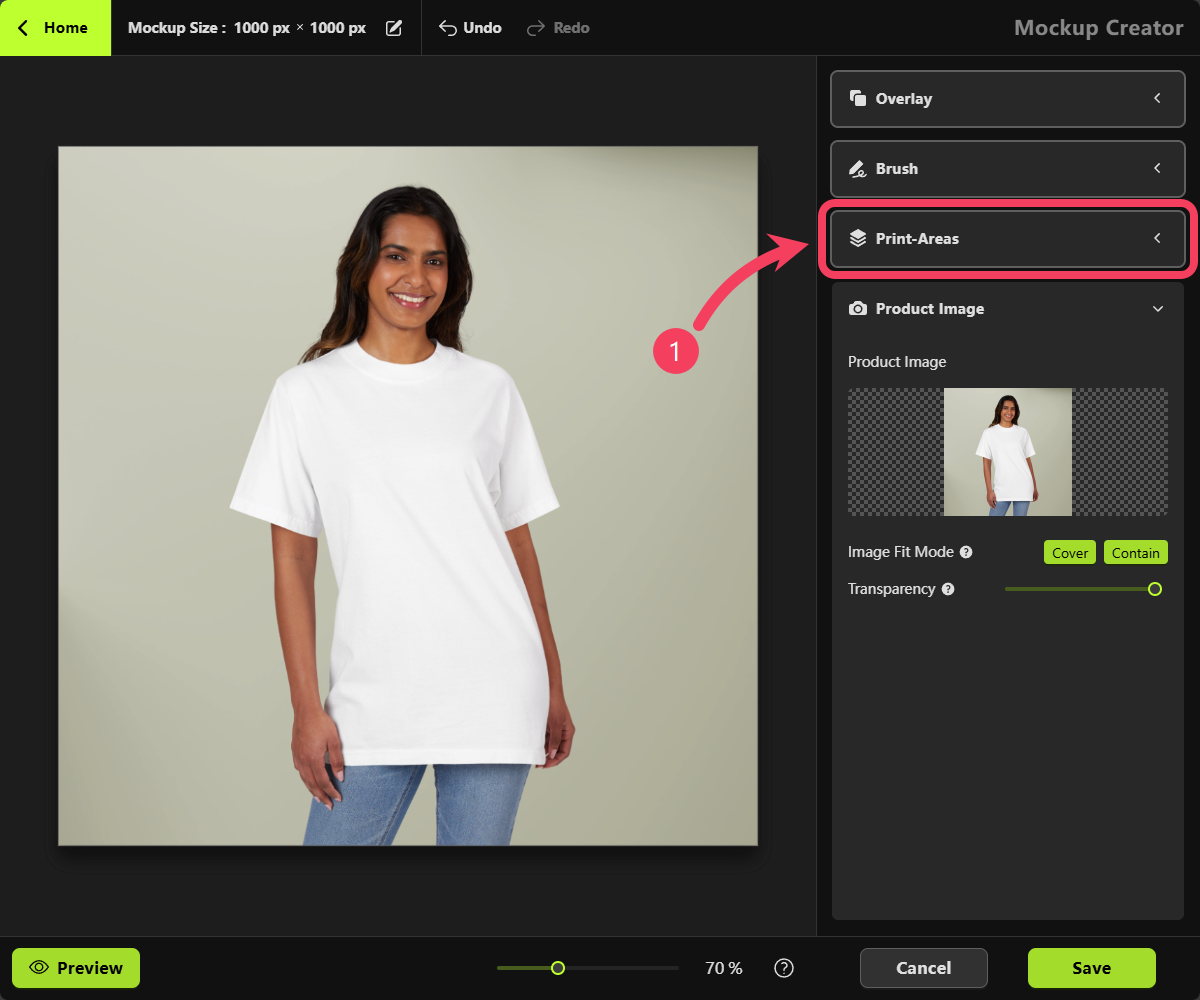 Home
Mockup Size : 1000 px × 1000 px
Undo
Redo
Mockup Creator
Overlay
Brush
Print-Areas
1
Product Image
Product Image
Image Fit Mode ?
Cover
Contain
Transparency ?
Preview
70 %
?
Cancel
Save